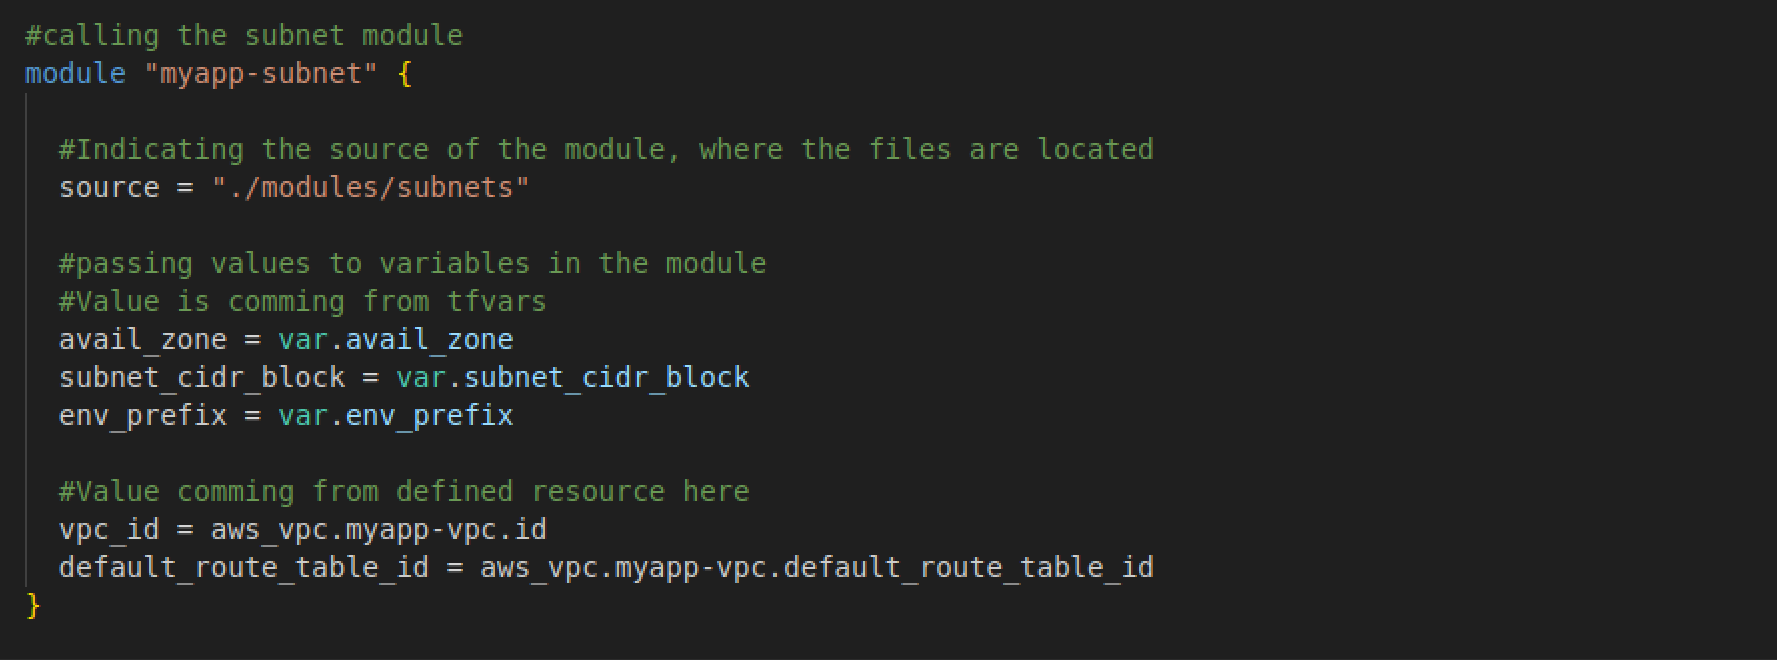 #calling the subnet module
module "myapp-subnet" {
#Indicating the source of the module, where the files are located
source = "./modules/subnets"
#passing values to variables in the module
#Value is comming from tfvars
avail_zone = var.avail_zone
subnet_cidr_block = var.subnet_cidr_block
env_prefix = var.env_prefix
#Value comming from defined resource here
vpc_id = aws_vpc.myapp-vpc.id
default_route_table_id = aws_vpc.myapp-vpc.default_route_table_id
}